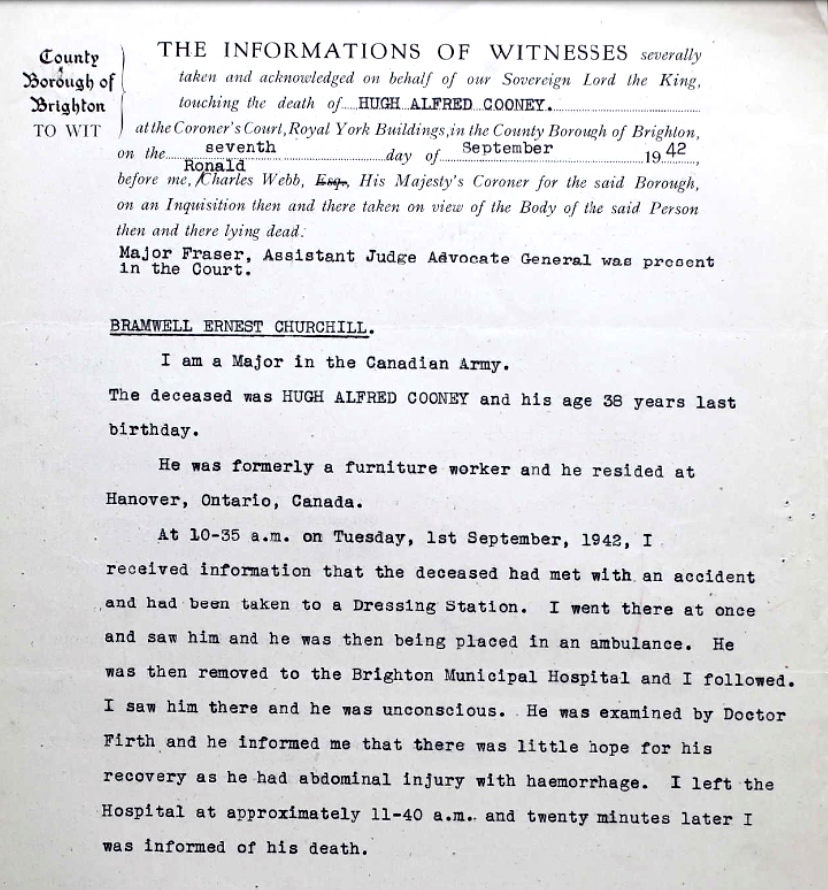 County
Borough of
Brighton
TO WIT
THE INFORMATIONS OF WITNESSES severally
taken and acknowledged on behalf of our Sovereign Lord the King,
touching the death of HUGH ALFRED COONEY.
at the Coroner's Court, Royal York Buildings, in the County Borough of Brighton,
on the seventh day of September 1942,
Ronald
before me, /Charles Webb, Esq., His Majesty's Coroner for the said Borough,
on an Inquisition then and there taken on view of the Body of the said Person
then and there lying dead:
Major Fraser, Assistant Judge Advocate General was present
in the Court.
BRAMWELL ERNEST CHURCHILL.
I am a Major in the Canadian Army.
The deceased was HUGH ALFRED COONEY and his age 38 years last
birthday.
He was formerly a furniture worker and he resided at
Hanover, Ontario, Canada.
At 10-35 a.m. on Tuesday, 1st September, 1942, I
received information that the deceased had met with an accident
and had been taken to a Dressing Station. I went there at once
and saw him and he was then being placed in an ambulance. He
was then removed to the Brighton Municipal Hospital and I followed.
I saw him there and he was unconscious. He was examined by Doctor
Firth and he informed me that there was little hope for his
recovery as he had abdominal injury with haemorrhage. I left the
Hospital at approximately 11-40 a.m. and twenty minutes later I
was informed of his death.